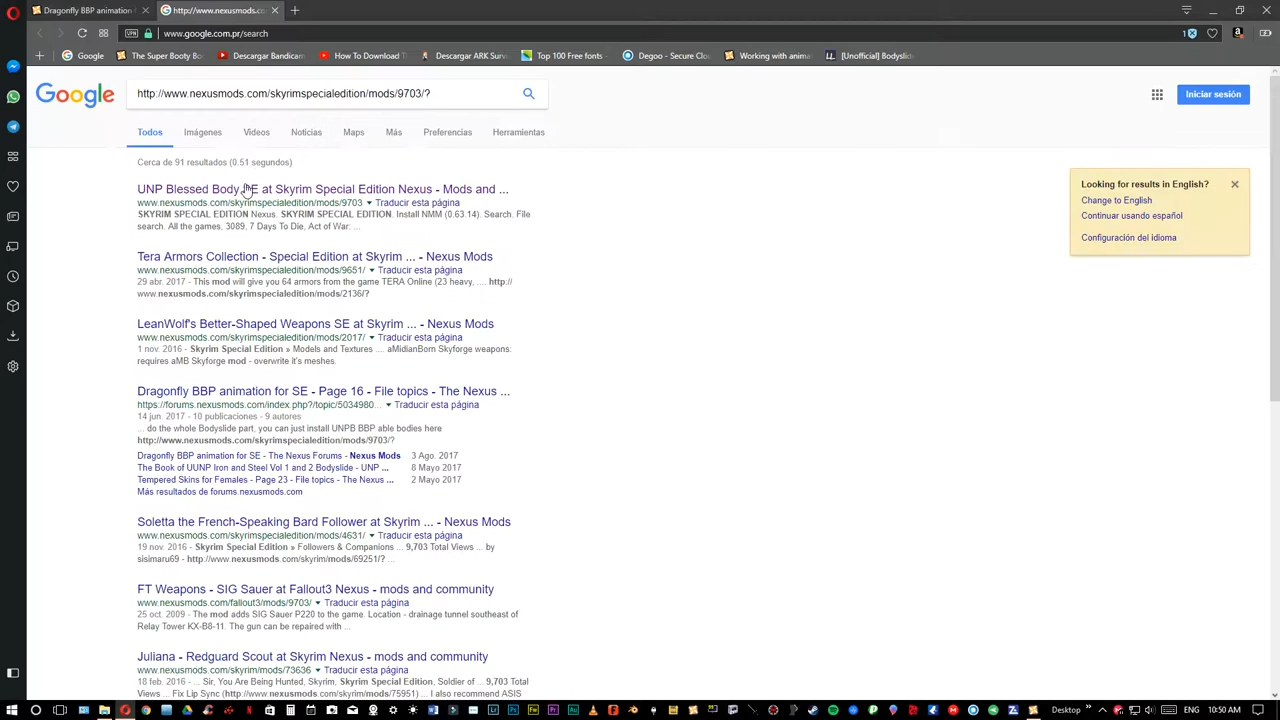 Dragonfly BBP animation
http://www.nexusmods.co
VPN
www.google.com.pr/search
1
Google
The Super Booty Bo
Descargar Bandicam
How To Download T
Descargar ARK Surv
Top 100 Free fonts
Degoo - Secure Clo
Working with animat
[Unofficial] Bodyslide
Google
http://www.nexusmods.com/skyrimspecialedition/mods/9703/?
Iniciar sesión
Todos
Imágenes
Videos
Noticias
Maps
Más
Preferencias
Herramientas
Cerca de 91 resultados (0.51 segundos)
Looking for results in English?
Change to English
Continuar usando español
Configuración del idioma
UNP Blessed Body SE at Skyrim Special Edition Nexus - Mods and ...
www.nexusmods.com/skyrimspecialedition/mods/9703 Traducir esta página
SKYRIM SPECIAL EDITION Nexus. SKYRIM SPECIAL EDITION. Install NMM (0.63.14). Search. File
search. All the games, 3089, 7 Days To Die, Act of War: ...
Tera Armors Collection - Special Edition at Skyrim ... - Nexus Mods
www.nexusmods.com/skyrimspecialedition/mods/9651/ Traducir esta página
29 abr. 2017 - This mod will give you 64 armors from the game TERA Online (23 heavy, .... http://
www.nexusmods.com/skyrimspecialedition/mods/2136/?
LeanWolf's Better-Shaped Weapons SE at Skyrim ... - Nexus Mods
www.nexusmods.com/skyrimspecialedition/mods/2017/ Traducir esta página
1 nov. 2016 - Skyrim Special Edition » Models and Textures .... aMidianBorn Skyforge weapons:
requires aMB Skyforge mod - overwrite it's meshes.
Dragonfly BBP animation for SE - Page 16 - File topics - The Nexus ...
https://forums.nexusmods.com/index.php?/topic/5034980... Traducir esta página
14 jun. 2017 - 10 publicaciones - 9 autores
... do the whole Bodyslide part, you can just install UNPB BBP able bodies here
http://www.nexusmods.com/skyrimspecialedition/mods/9703/?
Dragonfly BBP animation for SE - The Nexus Forums - Nexus Mods 3 Ago. 2017
The Book of UUNP Iron and Steel Vol 1 and 2 Bodyslide - UNP ... 8 Mayo 2017
Tempered Skins for Females - Page 23 - File topics - The Nexus ... 2 Mayo 2017
Más resultados de forums.nexusmods.com
Soletta the French-Speaking Bard Follower at Skyrim ... - Nexus Mods
www.nexusmods.com/skyrimspecialedition/mods/4631/ Traducir esta página
19 nov. 2016 - Skyrim Special Edition » Followers & Companions ... 9,703 Total Views ... by
sisimaru69 - http://www.nexusmods.com/skyrim/mods/69251/? ...
FT Weapons - SIG Sauer at Fallout3 Nexus - mods and community
www.nexusmods.com/fallout3/mods/9703/ Traducir esta página
25 oct. 2009 - The mod adds SIG Sauer P220 to the game. Location - drainage tunnel southeast of
Relay Tower KX-B8-11. The gun can be repaired with ...
Juliana - Redguard Scout at Skyrim Nexus - mods and community
www.nexusmods.com/skyrim/mods/73636 Traducir esta página
18 feb. 2016 - ... Sir, You Are Being Hunted, Skyrim, Skyrim Special Edition, Soldier of ... 9,703 Total
Views ... Fix Lip Sync (http://www.nexusmods.com/skyrim/mods/75951) ... I also recommend ASIS
Desktop
10:50 AM